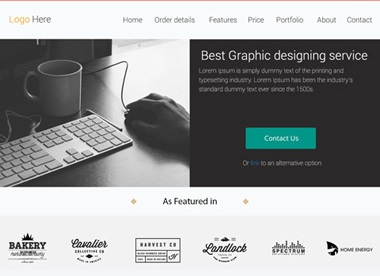 Logo Here
Home Order details Features Price Portfolio About Contact
Best Graphic designing service
Lorem Ipsum is simply dummy text of the printing and
typesetting industry. Lorem Ipsum has been the industry's
standard dummy text ever since the 1500s.
Contact Us
Or link to an alternative option
As Featured in
BAKERY
Cavalier
COLLECTIVE CO
HARVEST CO
Landlock
SPECTRUM
HOME ENERGY